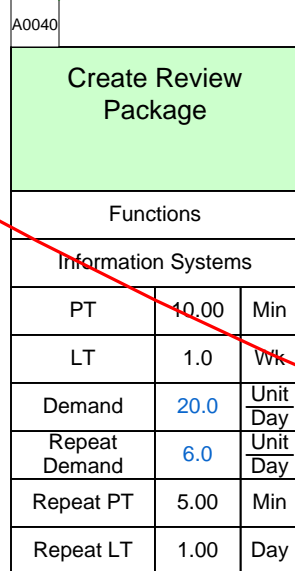 A0040
Create Review
Package
Functions
Information Systems
PT 10.00 Min
LT 1.0 Wk
Demand 20.0 Unit
Day
Repeat
Demand 6.0 Unit
Day
Repeat PT 5.00 Min
Repeat LT 1.00 Day